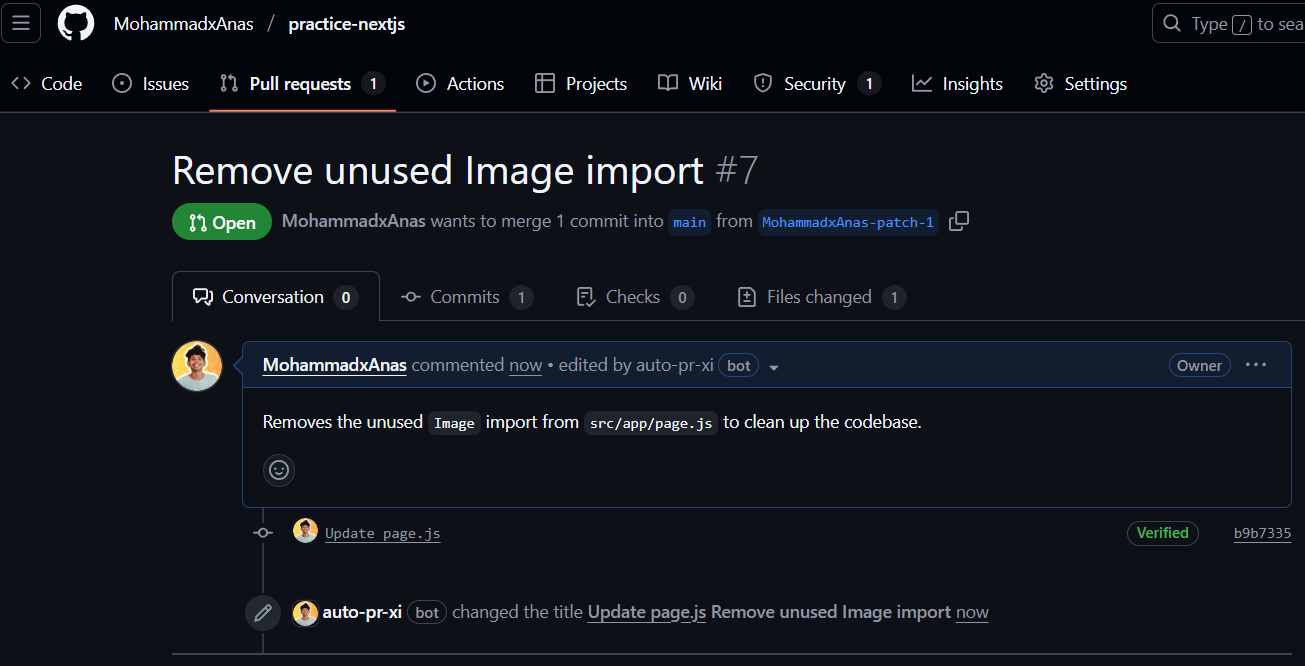 MohammadxAnas / practice-nextjs Type / to sea
Code Issues Pull requests 1 Actions Projects Wiki Security 1 Insights Settings
Remove unused Image import #7
Open MohammadxAnas wants to merge 1 commit into main from MohammadxAnas-patch-1
Conversation 0 Commits 1 Checks 0 Files changed 1
MohammadxAnas commented now • edited by auto-pr-xi bot Owner
Removes the unused Image import from src/app/page.js to clean up the codebase.
Update page.js Verified b9b7335
auto-pr-xi bot changed the title Update page.js Remove unused Image import now